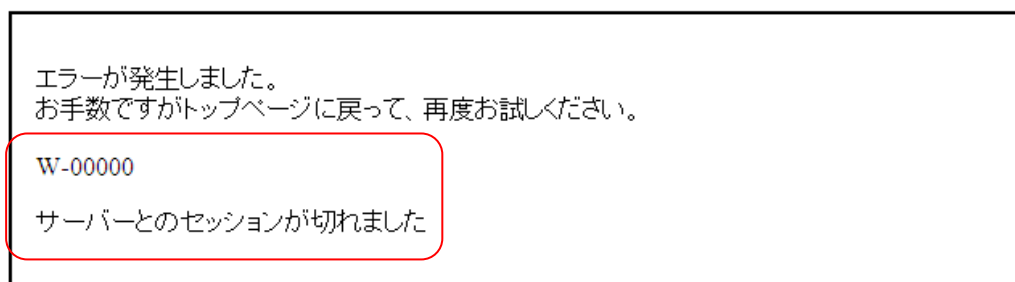 エラーが発生しました。
お手数ですがトップページに戻って、再度お試しください。
W-00000
サーバーとのセッションが切れました